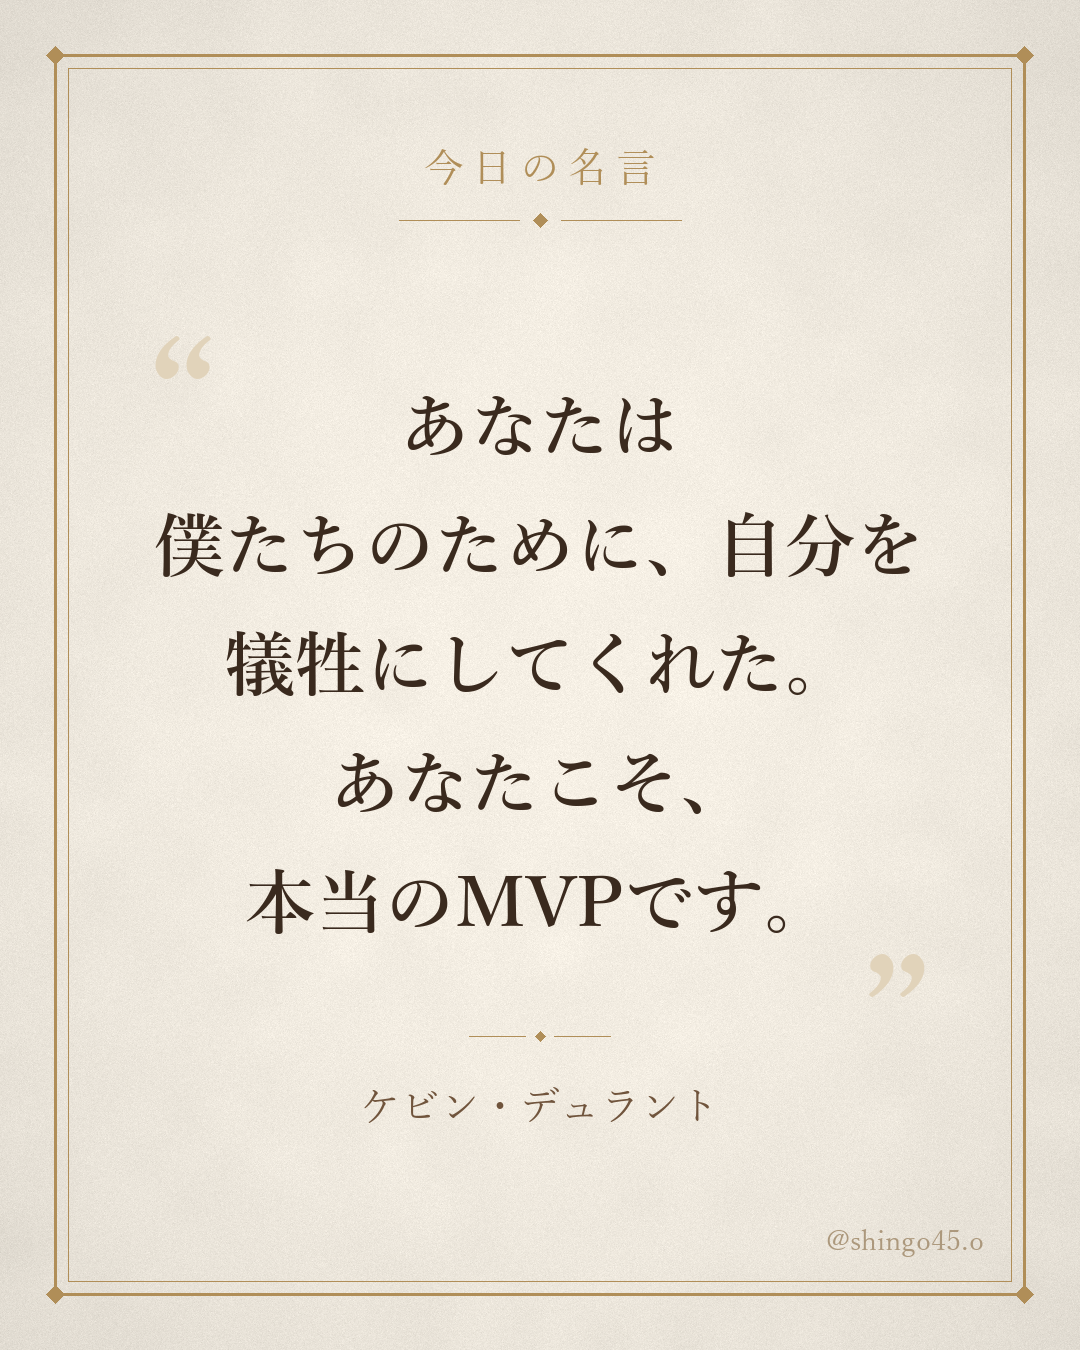 今日の名言
“
あなたは
僕たちのために、自分を
犠牲にしてくれた。
あなたこそ、
本当のMVPです。
”
ケビン・デュラント
@shingo45.o